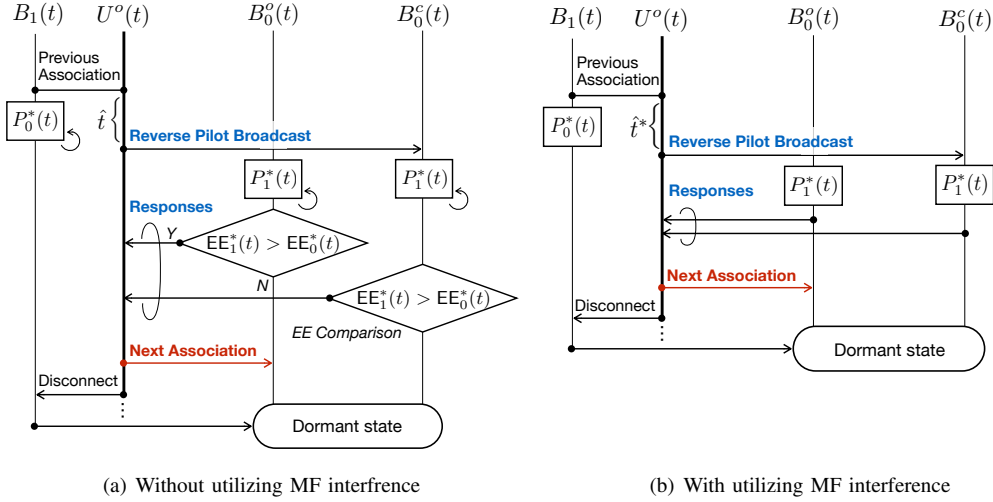 B_1(t) U^o(t) B_0^o(t) B_0^c(t)
Previous
Association
P_0^*(t)
t̂
Reverse Pilot Broadcast
P_1^*(t) P_1^*(t)
Responses
Y
EE_1^*(t) > EE_0^*(t)
N
EE_1^*(t) > EE_0^*(t)
EE Comparison
Next Association
Disconnect
Dormant state
(a) Without utilizing MF interfrence
B_1(t) U^o(t) B_0^o(t) B_0^c(t)
Previous
Association
P_0^*(t)
t̂*
Reverse Pilot Broadcast
P_1^*(t) P_1^*(t)
Responses
Next Association
Disconnect
Dormant state
(b) With utilizing MF interference